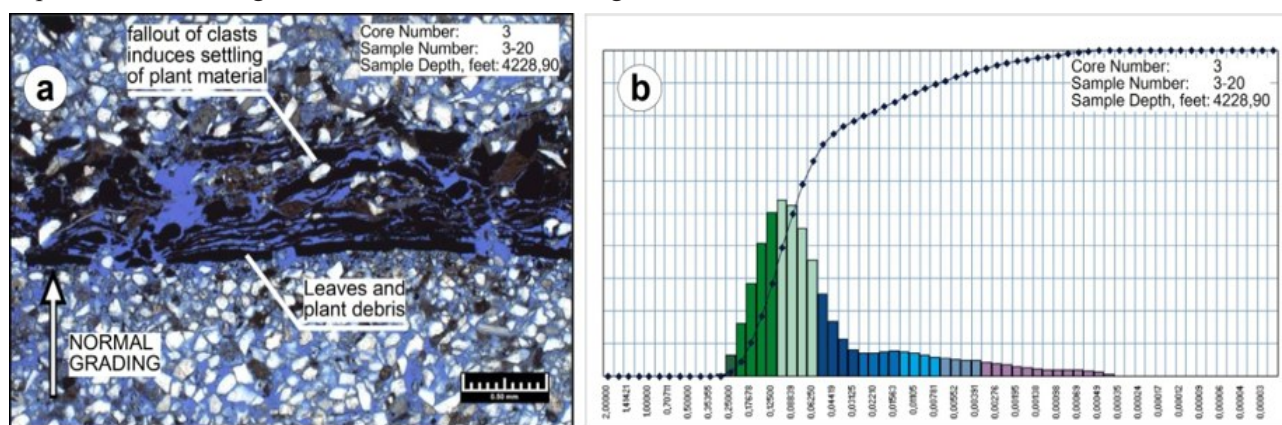 a
fallout of clasts
induces settling
of plant material
Core Number: 3
Sample Number: 3-20
Sample Depth, feet: 4228,90
Leaves and
plant debris
NORMAL
GRADING
0.50 mm
b
Core Number: 3
Sample Number: 3-20
Sample Depth, feet: 4228,90
2,00000 1,41421 1,00000 0,70711 0,50000 0,35355 0,25000 0,17678 0,12500 0,08839 0,06250 0,04419 0,03125 0,02210 0,01563 0,01105 0,00781 0,00552 0,00391 0,00276 0,00195 0,00138 0,00098 0,00069 0,00049 0,00035 0,00024 0,00017 0,00012 0,00009 0,00006 0,00004 0,00003